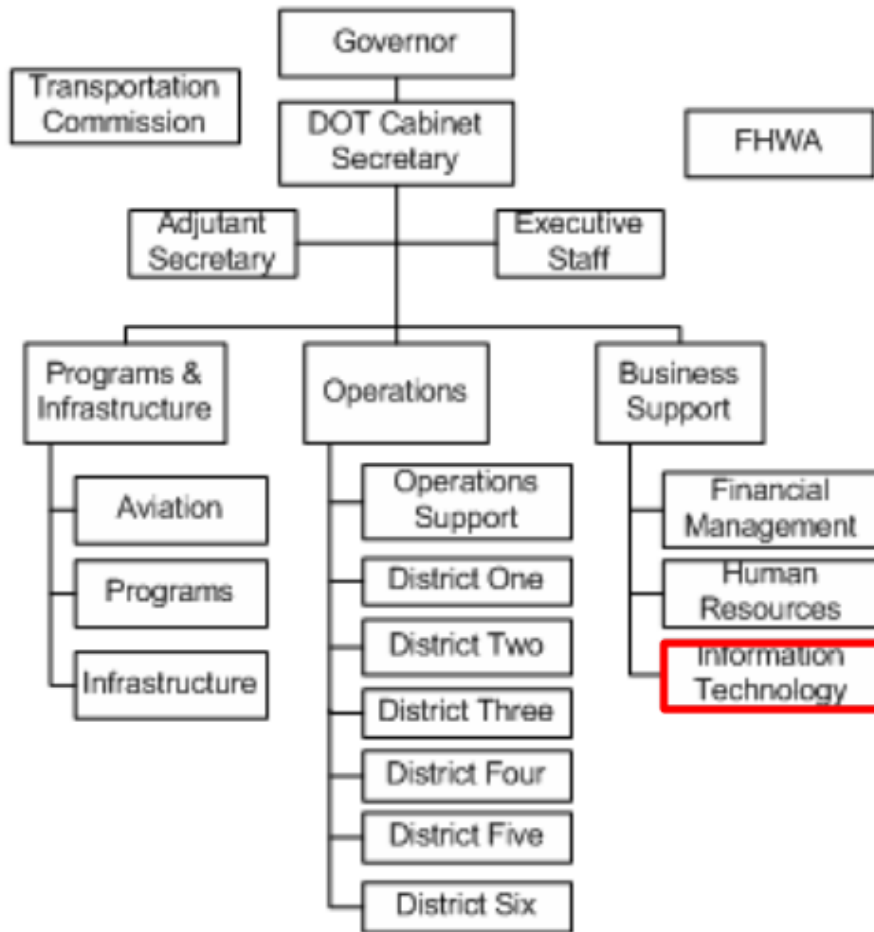 Governor
Transportation
Commission
DOT Cabinet
Secretary
FHWA
Adjutant
Secretary
Executive
Staff
Programs &
Infrastructure
Operations
Business
Support
Aviation
Programs
Infrastructure
Operations
Support
District One
District Two
District Three
District Four
District Five
District Six
Financial
Management
Human
Resources
Information
Technology